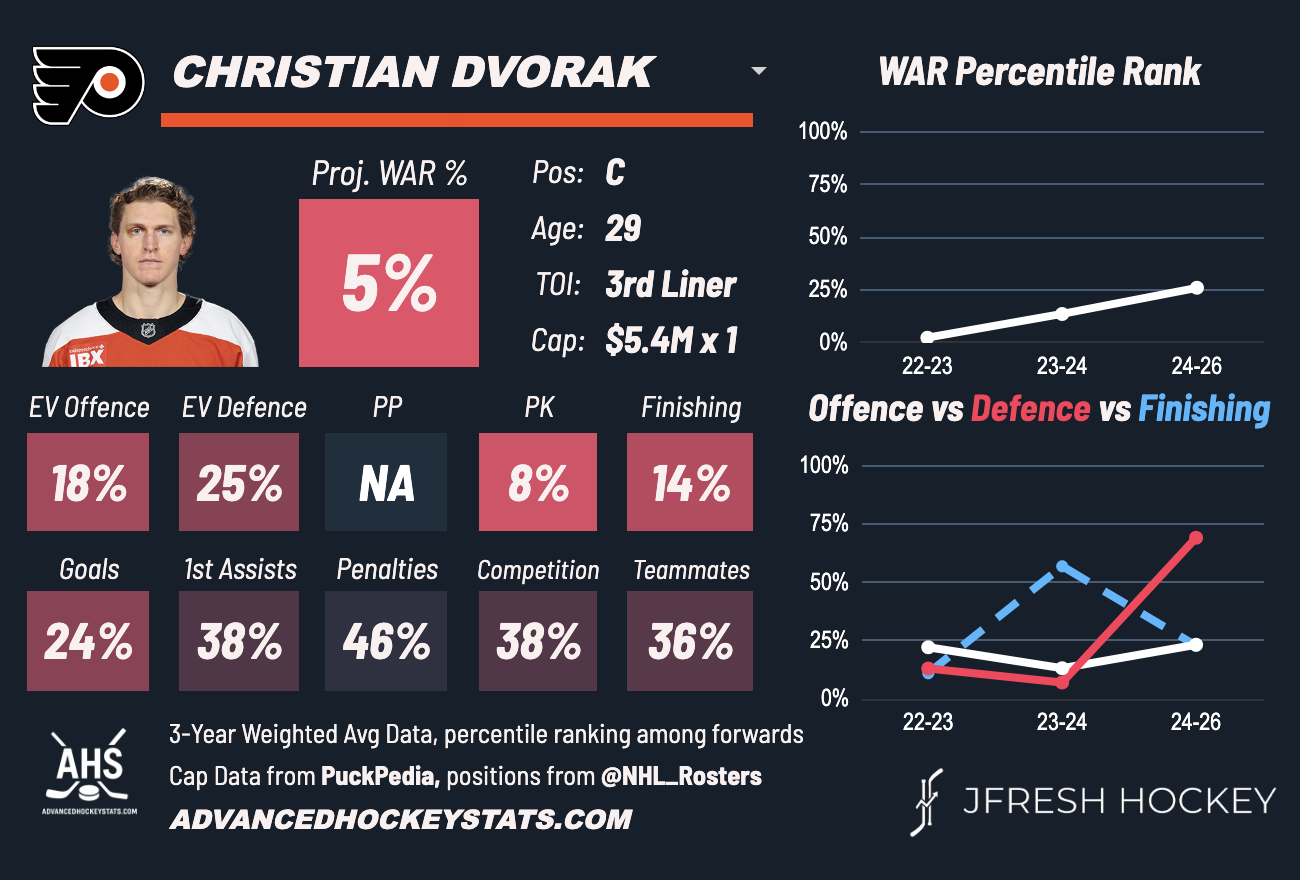 CHRISTIAN DVORAK
Proj. WAR %
5%
Pos: C
Age: 29
TOI: 3rd Liner
Cap: $5.4M x 1
IBX
EV Offence EV Defence PP PK Finishing
18% 25% NA 8% 14%
Goals 1st Assists Penalties Competition Teammates
24% 38% 46% 38% 36%
WAR Percentile Rank
100%
75%
50%
25%
0%
22-23 23-24 24-26
Offence vs Defence vs Finishing
100%
75%
50%
25%
0%
22-23 23-24 24-26
3-Year Weighted Avg Data, percentile ranking among forwards
Cap Data from PuckPedia, positions from @NHL_Rosters
ADVANCEDHOCKEYSTATS.COM
AHS
ADVANCEDHOCKEYSTATS.COM
JFRESH HOCKEY